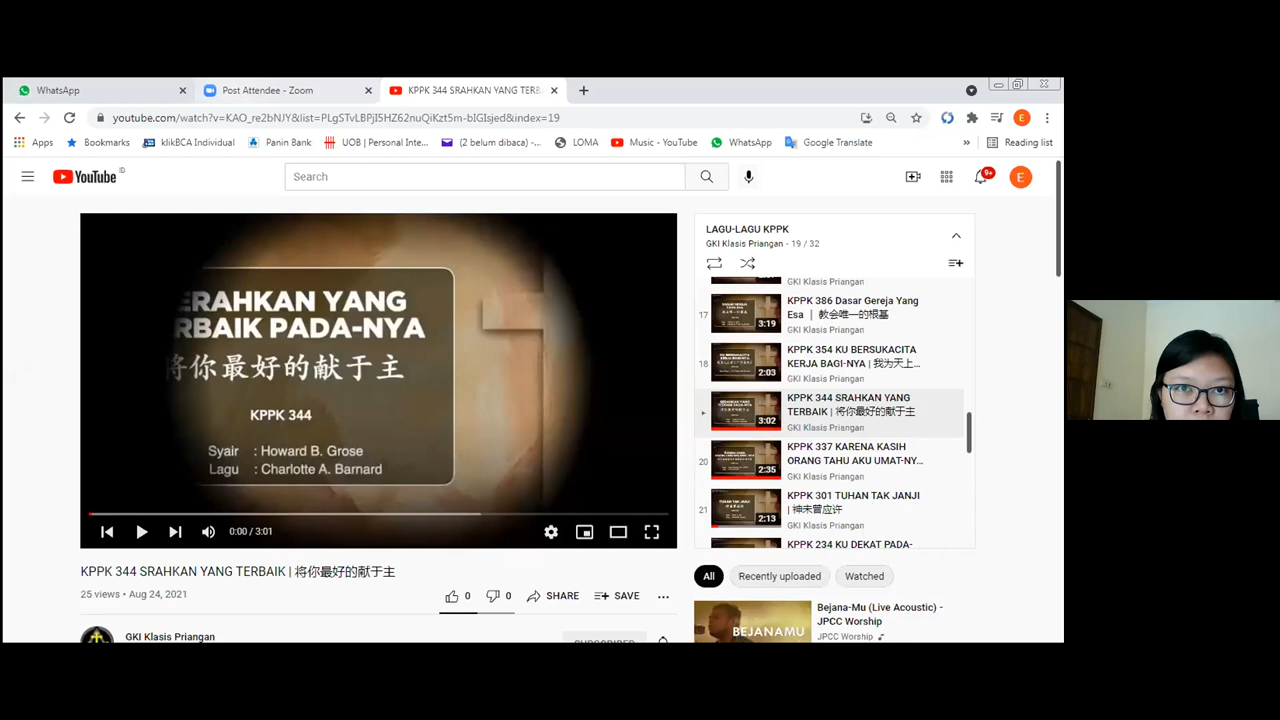 WhatsApp
Post Attendee - Zoom
KPPK 344 SRAHKAN YANG TERB
youtube.com/watch?v=KAO_re2bNJY&list=PLgSTvLBPjI5HZ62nuQiKzt5m-bIGIsjed&index=19
Apps
Bookmarks
klikBCA Individual
Panin Bank
UOB | Personal Inte...
(2 belum dibaca) -...
LOMA
Music - YouTube
WhatsApp
Google Translate
»
Reading list
YouTube ID
Search
9+
E
ERAHKAN YANG
RBAIK PADA-NYA
将你最好的献于主
KPPK 344
Syair : Howard B. Grose
Lagu : Charlotte A. Barnard
0:00 / 3:01
KPPK 344 SRAHKAN YANG TERBAIK | 将你最好的献于主
25 views • Aug 24, 2021
0
0
SHARE
SAVE
GKI Klasis Priangan
SUBSCRIBED
LAGU-LAGU KPPK
GKI Klasis Priangan - 19 / 32
GKI Klasis Priangan
17
3:19
KPPK 386 Dasar Gereja Yang
Esa ｜ 教会唯一的根基
GKI Klasis Priangan
18
2:03
KPPK 354 KU BERSUKACITA
KERJA BAGI-NYA | 我为天上...
GKI Klasis Priangan
3:02
KPPK 344 SRAHKAN YANG
TERBAIK | 将你最好的献于主
GKI Klasis Priangan
20
2:35
KPPK 337 KARENA KASIH
ORANG TAHU AKU UMAT-NY...
GKI Klasis Priangan
21
2:13
KPPK 301 TUHAN TAK JANJI
| 神未曾应许
GKI Klasis Priangan
KPPK 234 KU DEKAT PADA-
All
Recently uploaded
Watched
BEJANAMU
Bejana-Mu (Live Acoustic) -
JPCC Worship
JPCC Worship